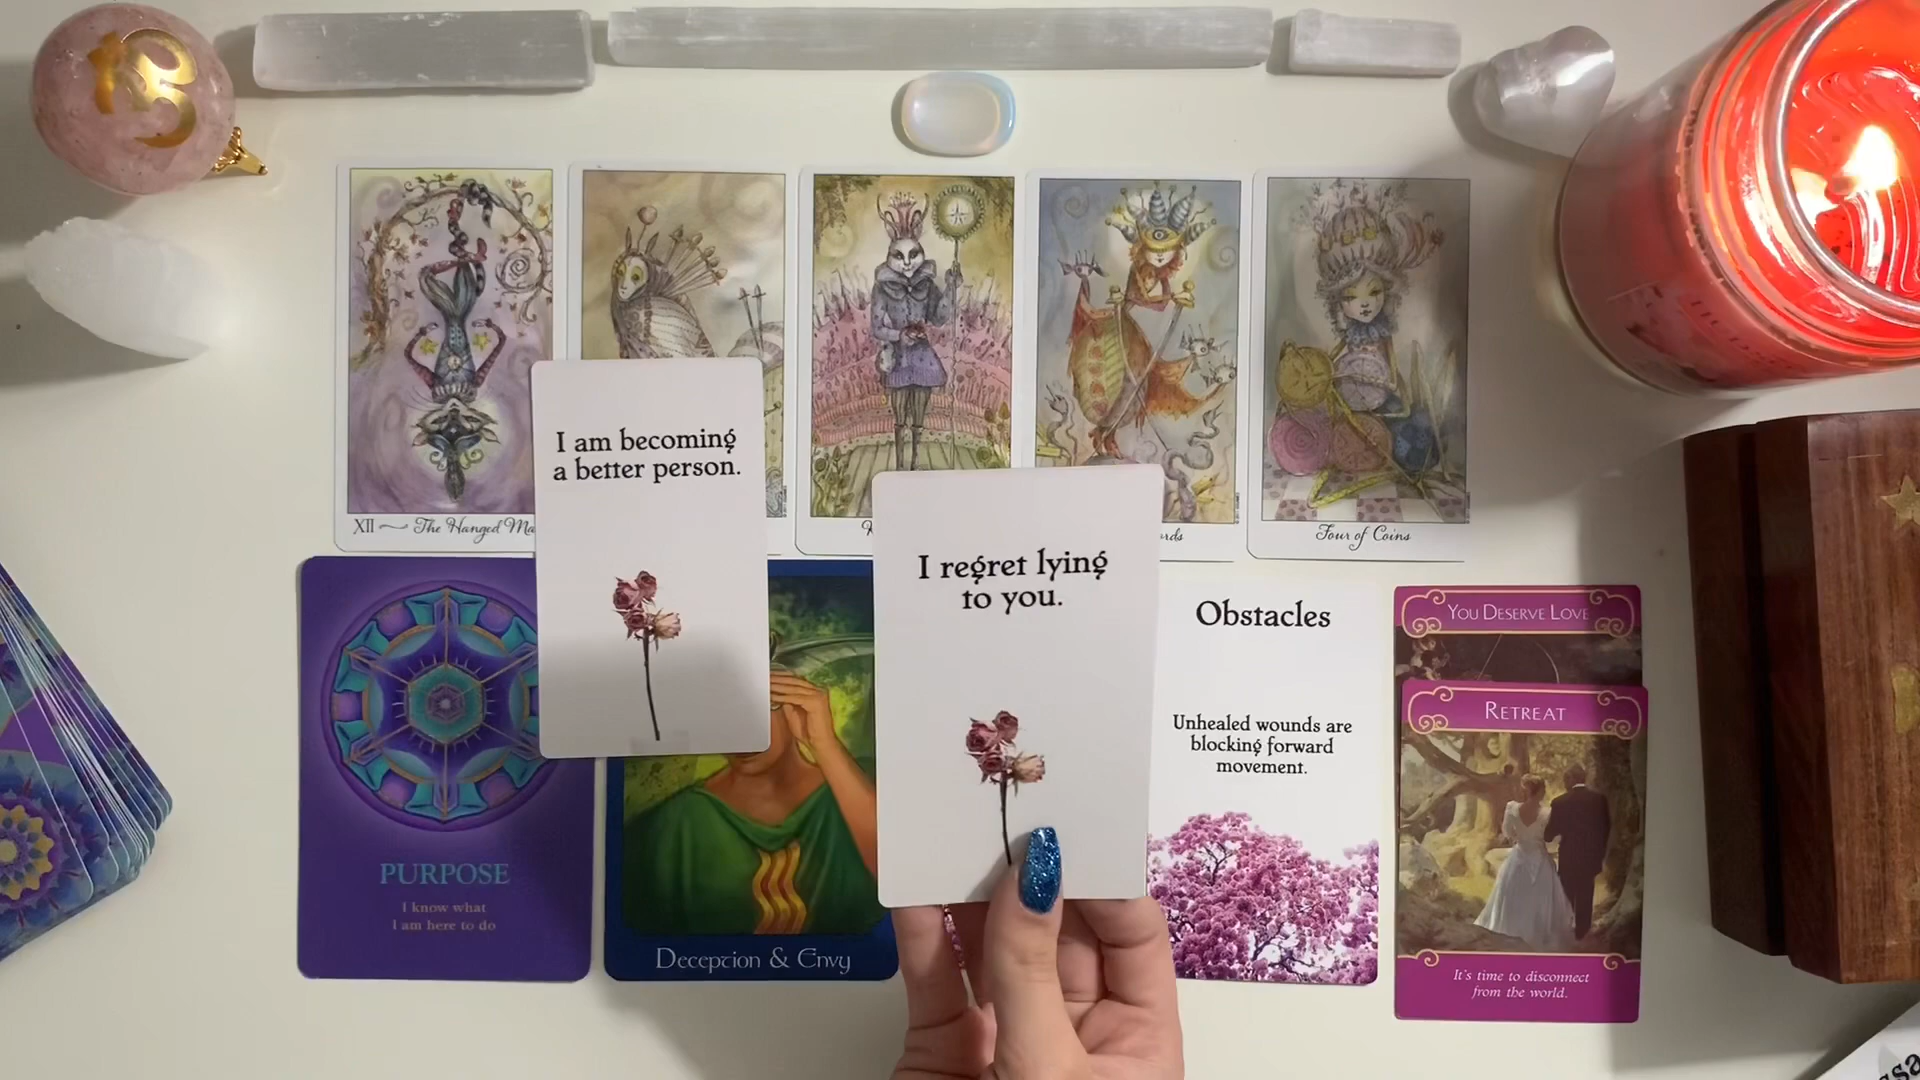 I am becoming
a better person.
XII The Hanged
I regret lying
to you.
Four of Coins
PURPOSE
I know what
I am here to do
Deception & Envy
Obstacles
Unhealed wounds are
blocking forward
movement.
YOU DESERVE LOVE
RETREAT
It's time to disconnect
from the world.